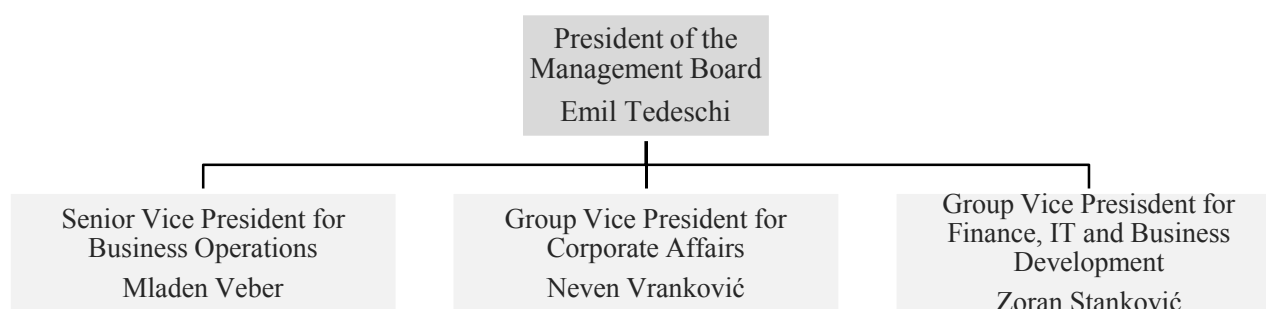 President of the
Management Board
Emil Tedeschi
Senior Vice President for
Business Operations
Mladen Veber
Group Vice President for
Corporate Affairs
Neven Vranković
Group Vice Presisdent for
Finance, IT and Business
Development
Zoran Stanković